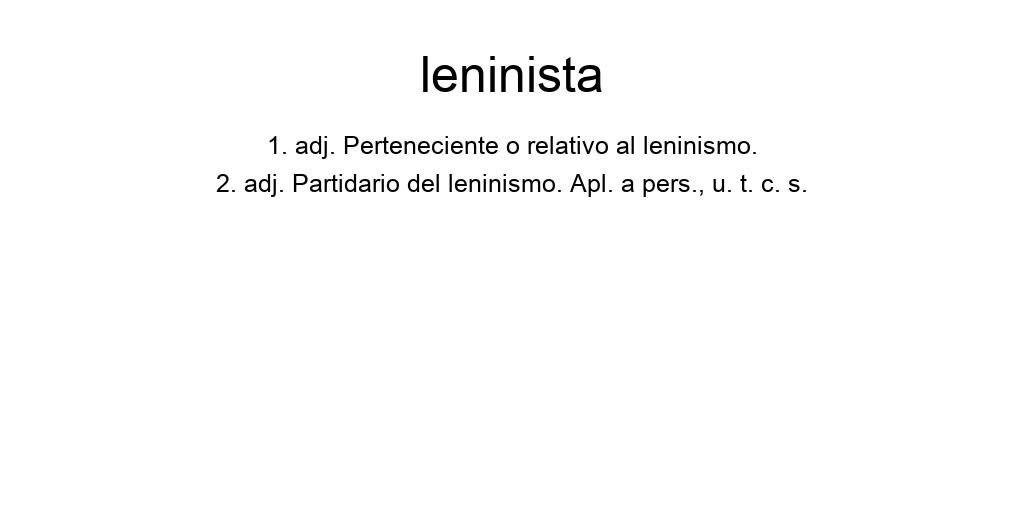 leninista
1. adj. Perteneciente o relativo al leninismo.
2. adj. Partidario del leninismo. Apl. a pers., u. t. c. s.